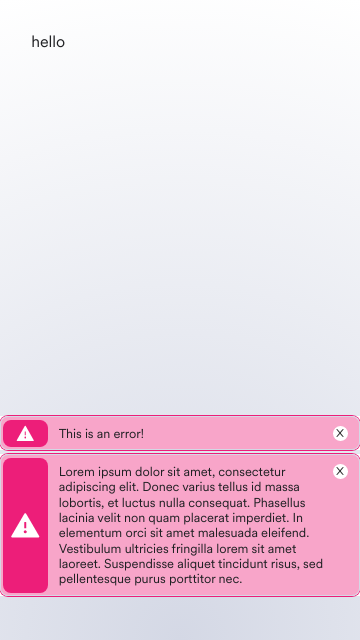 hello
This is an error!
X
Lorem ipsum dolor sit amet, consectetur
X
adipiscing elit. Donec varius tellus id massa
lobortis, et luctus nulla consequat. Phasellus
lacinia velit non quam placerat imperdiet. In
elementum orci sit amet malesuada eleifend.
Vestibulum ultricies fringilla lorem sit amet
laoreet. Suspendisse aliquet tincidunt risus, sed
pellentesque purus porttitor nec.